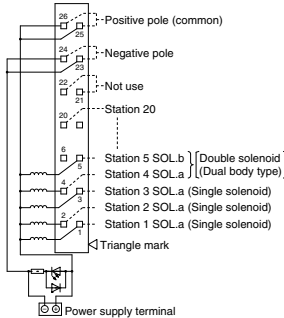 26 Positive pole (common)
25
24 Negative pole
23
22 Not use
21
20 Station 20
6 Station 5 SOL.b Double solenoid
5 Station 4 SOL.a (Dual body type)
4 Station 3 SOL.a (Single solenoid)
3 Station 2 SOL.a (Single solenoid)
2 Station 1 SOL.a (Single solenoid)
1
Triangle mark
Power supply terminal